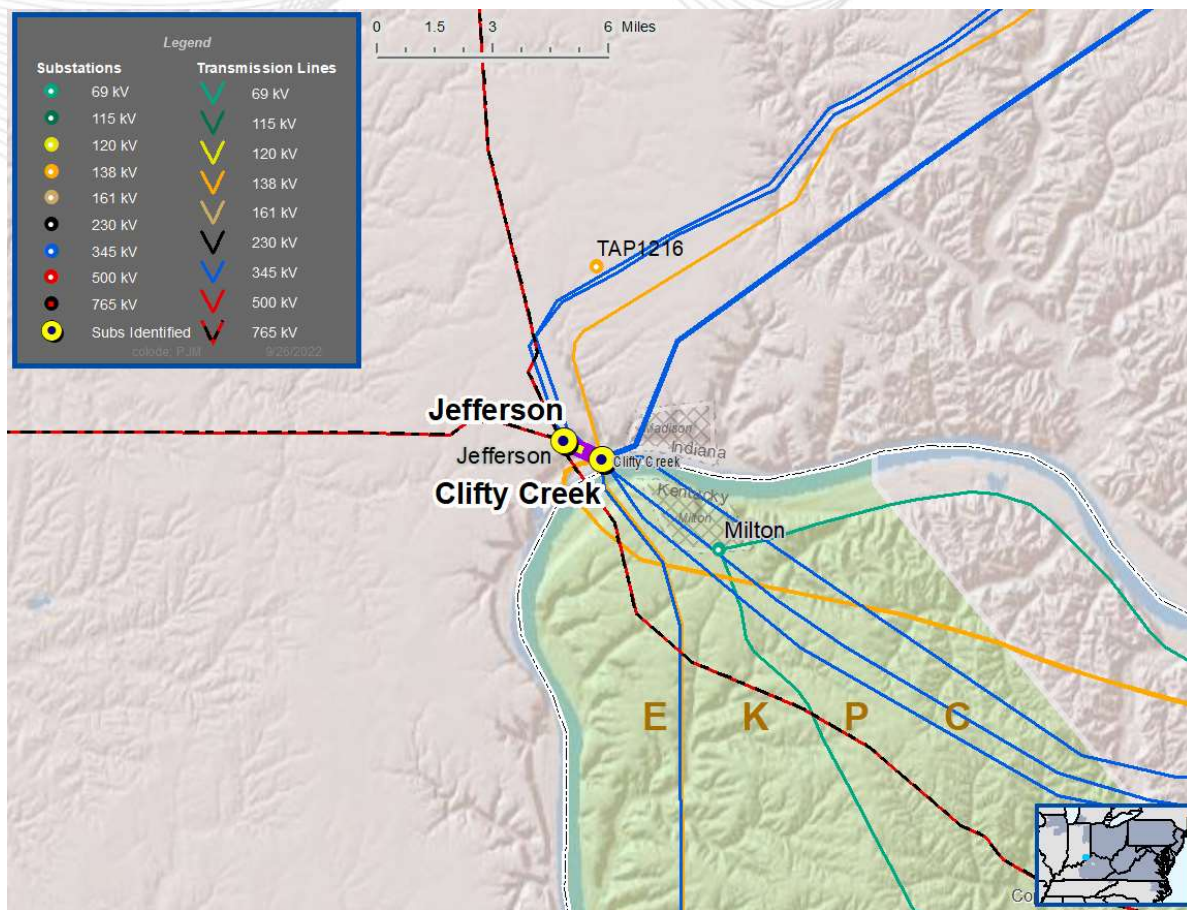 Legend
Substations
Transmission Lines
69 kV
69 kV
115 kV
115 kV
120 kV
120 kV
138 kV
138 kV
161 kV
161 kV
230 kV
230 kV
345 kV
345 kV
500 kV
500 kV
765 kV
765 kV
Subs Identified
colode: PJM 9/26/2022
0 1.5 3 6 Miles
TAP1216
Jefferson
Madison
Indiana
Jefferson
Clifty Creek
Clifty Creek
Kentucky
Milton
Milton
E K P C